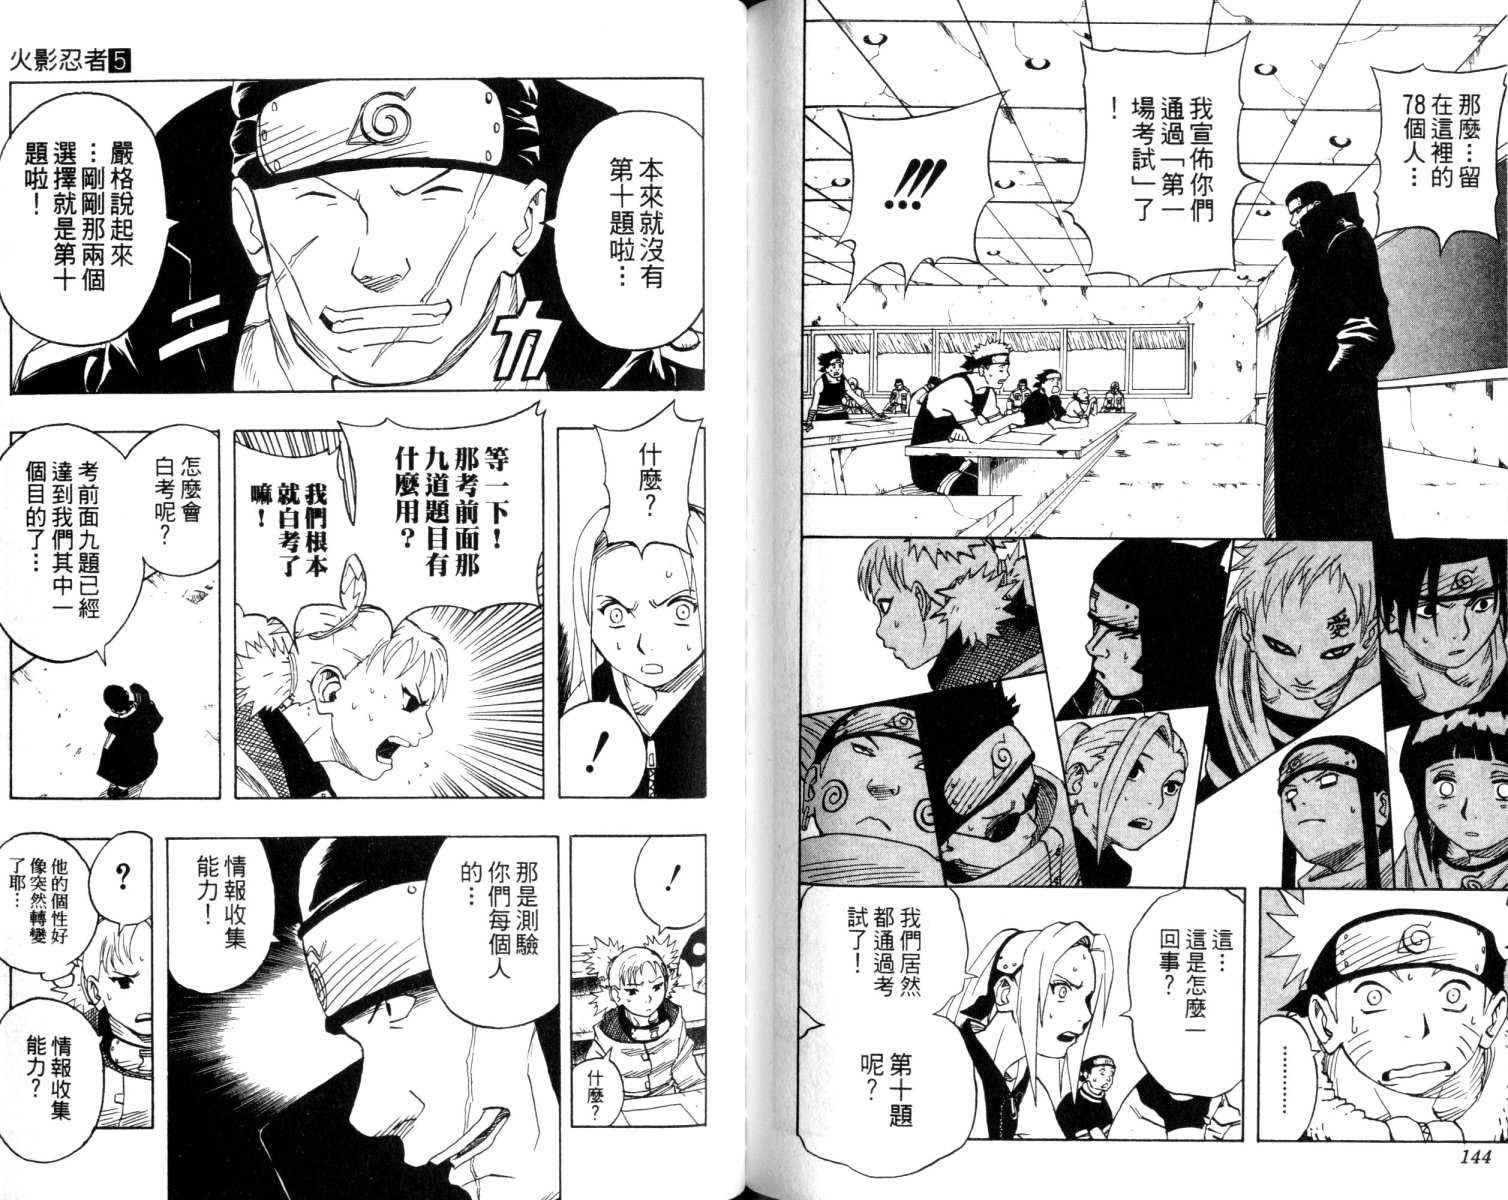 那麼…留
在這裡的
78個人…
我宣佈你們
通過「第一
場考試」了
！
!!!
愛
…………
這…
這是怎麼一
回事？
我們居然
都通過考
試了！
第十題
呢？
144
火影忍者5
本來就沒有
第十題啦…
嚴格說起來
…剛剛那兩個
選擇就是第十
題啦！
ニカ
什麼？
！
等一下！
那考前面那
九道題目有
什麼用？
我們根本
就白考了
嘛！
怎麼會
白考呢？
考前面九題已經
達到我們其中一
個目的了…
！
什麼？
那是測驗
你們每個人
的…
情報收集
能力！
？
他的個性好
像突然轉變
了耶…
情報收集
能力？